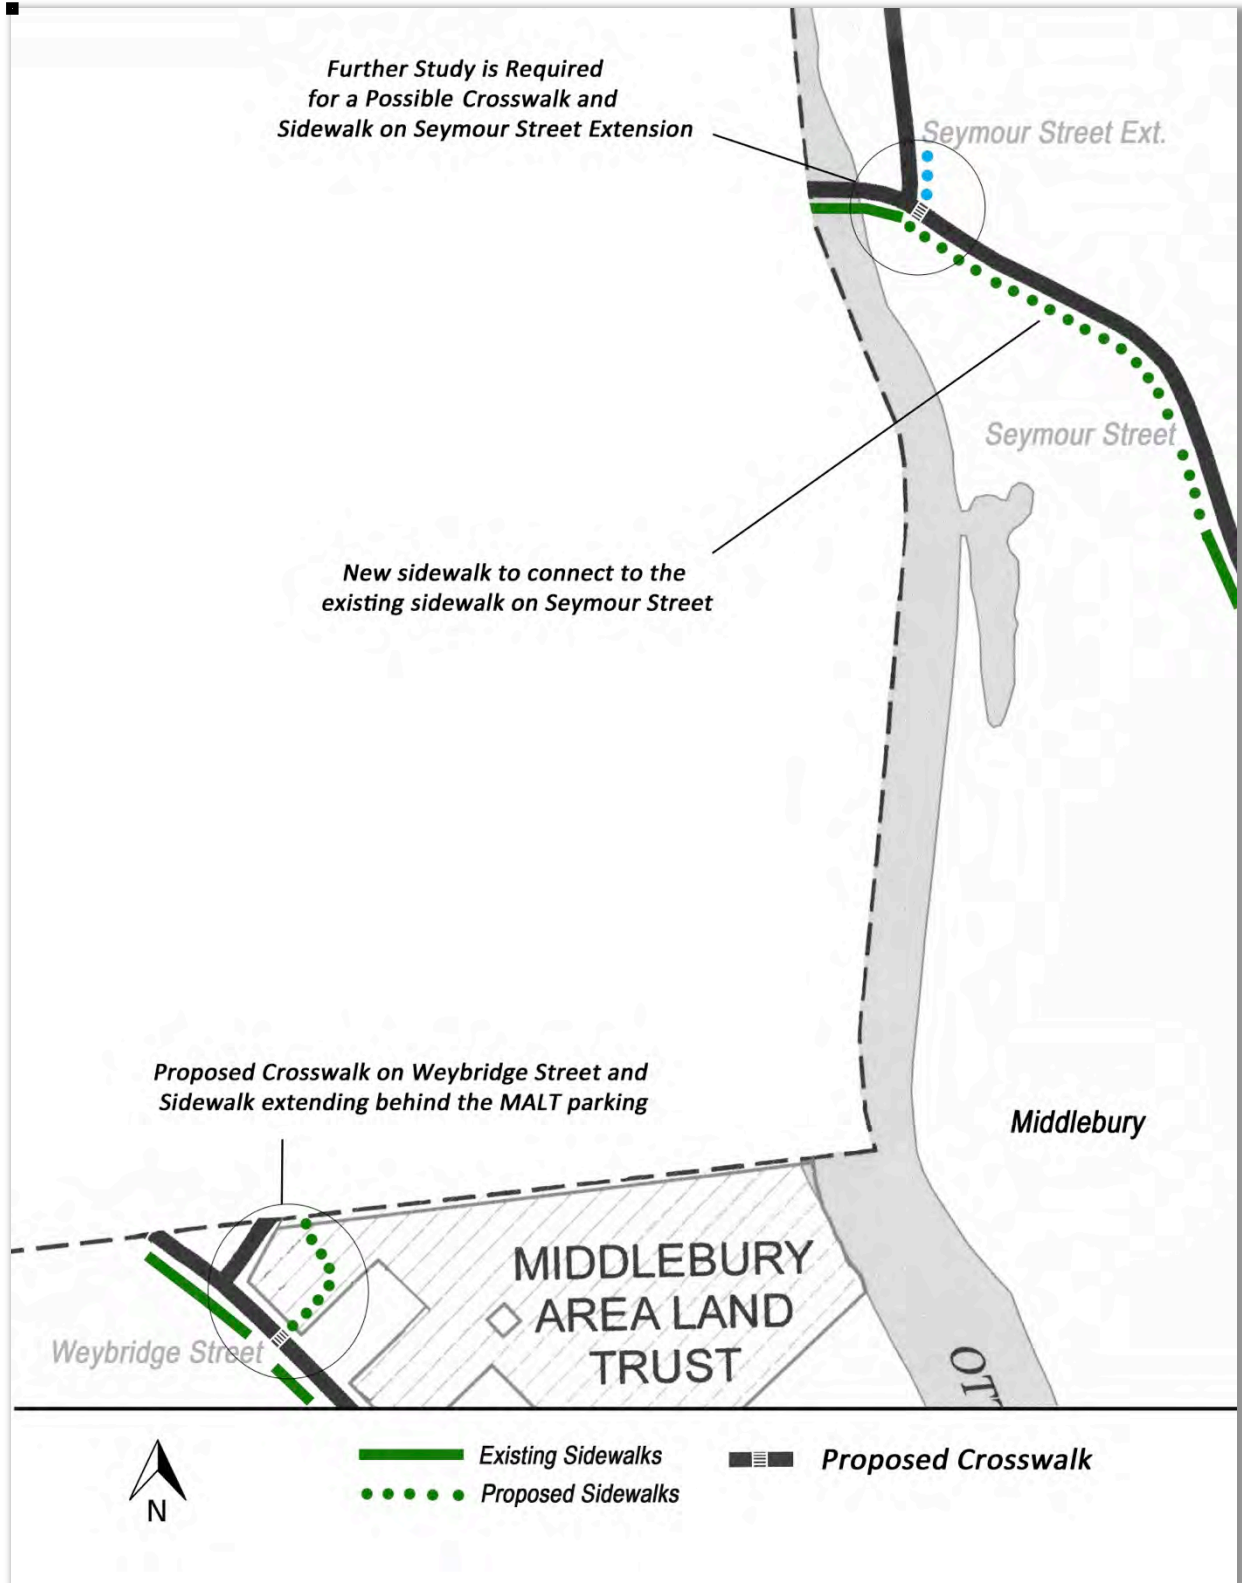 Further Study is Required
for a Possible Crosswalk and
Sidewalk on Seymour Street Extension
Seymour Street Ext.
Seymour Street
New sidewalk to connect to the
existing sidewalk on Seymour Street
Proposed Crosswalk on Weybridge Street and
Sidewalk extending behind the MALT parking
Middlebury
MIDDLEBURY
AREA LAND
TRUST
Weybridge Street
OT
N
Existing Sidewalks
Proposed Sidewalks
Proposed Crosswalk